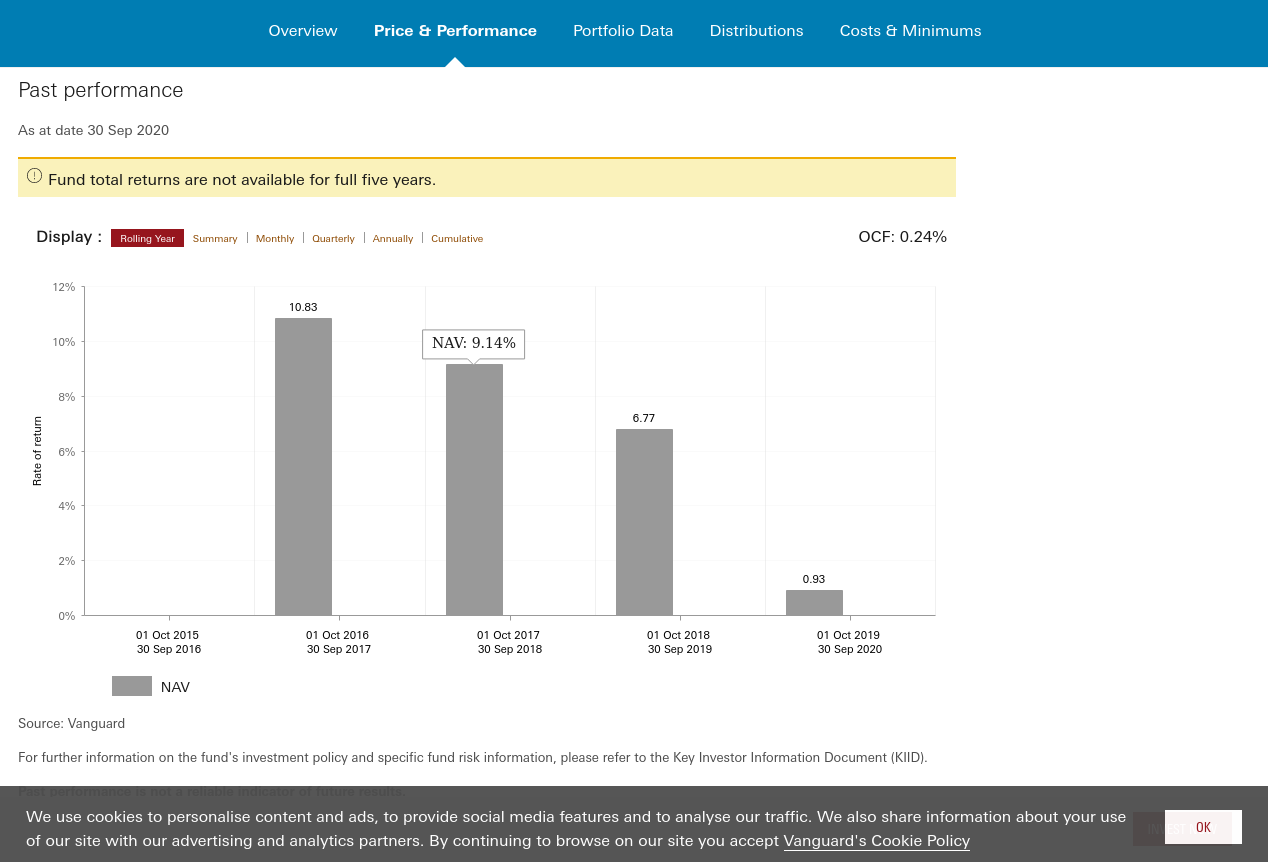 Overview Price & Performance Portfolio Data Distributions Costs & Minimums
Past performance
As at date 30 Sep 2020
Fund total returns are not available for full five years.
Display : Rolling Year Summary Monthly Quarterly Annually Cumulative OCF: 0.24%
12%
10.83
10%
NAV: 9.14%
8%
6.77
6%
Rate of return
4%
2%
0.93
0%
01 Oct 2015 01 Oct 2016 01 Oct 2017 01 Oct 2018 01 Oct 2019
30 Sep 2016 30 Sep 2017 30 Sep 2018 30 Sep 2019 30 Sep 2020
NAV
Source: Vanguard
For further information on the fund's investment policy and specific fund risk information, please refer to the Key Investor Information Document (KIID).
Past performance is not a reliable indicator of future results.
We use cookies to personalise content and ads, to provide social media features and to analyse our traffic. We also share information about your use
of our site with our advertising and analytics partners. By continuing to browse on our site you accept Vanguard's Cookie Policy
OK